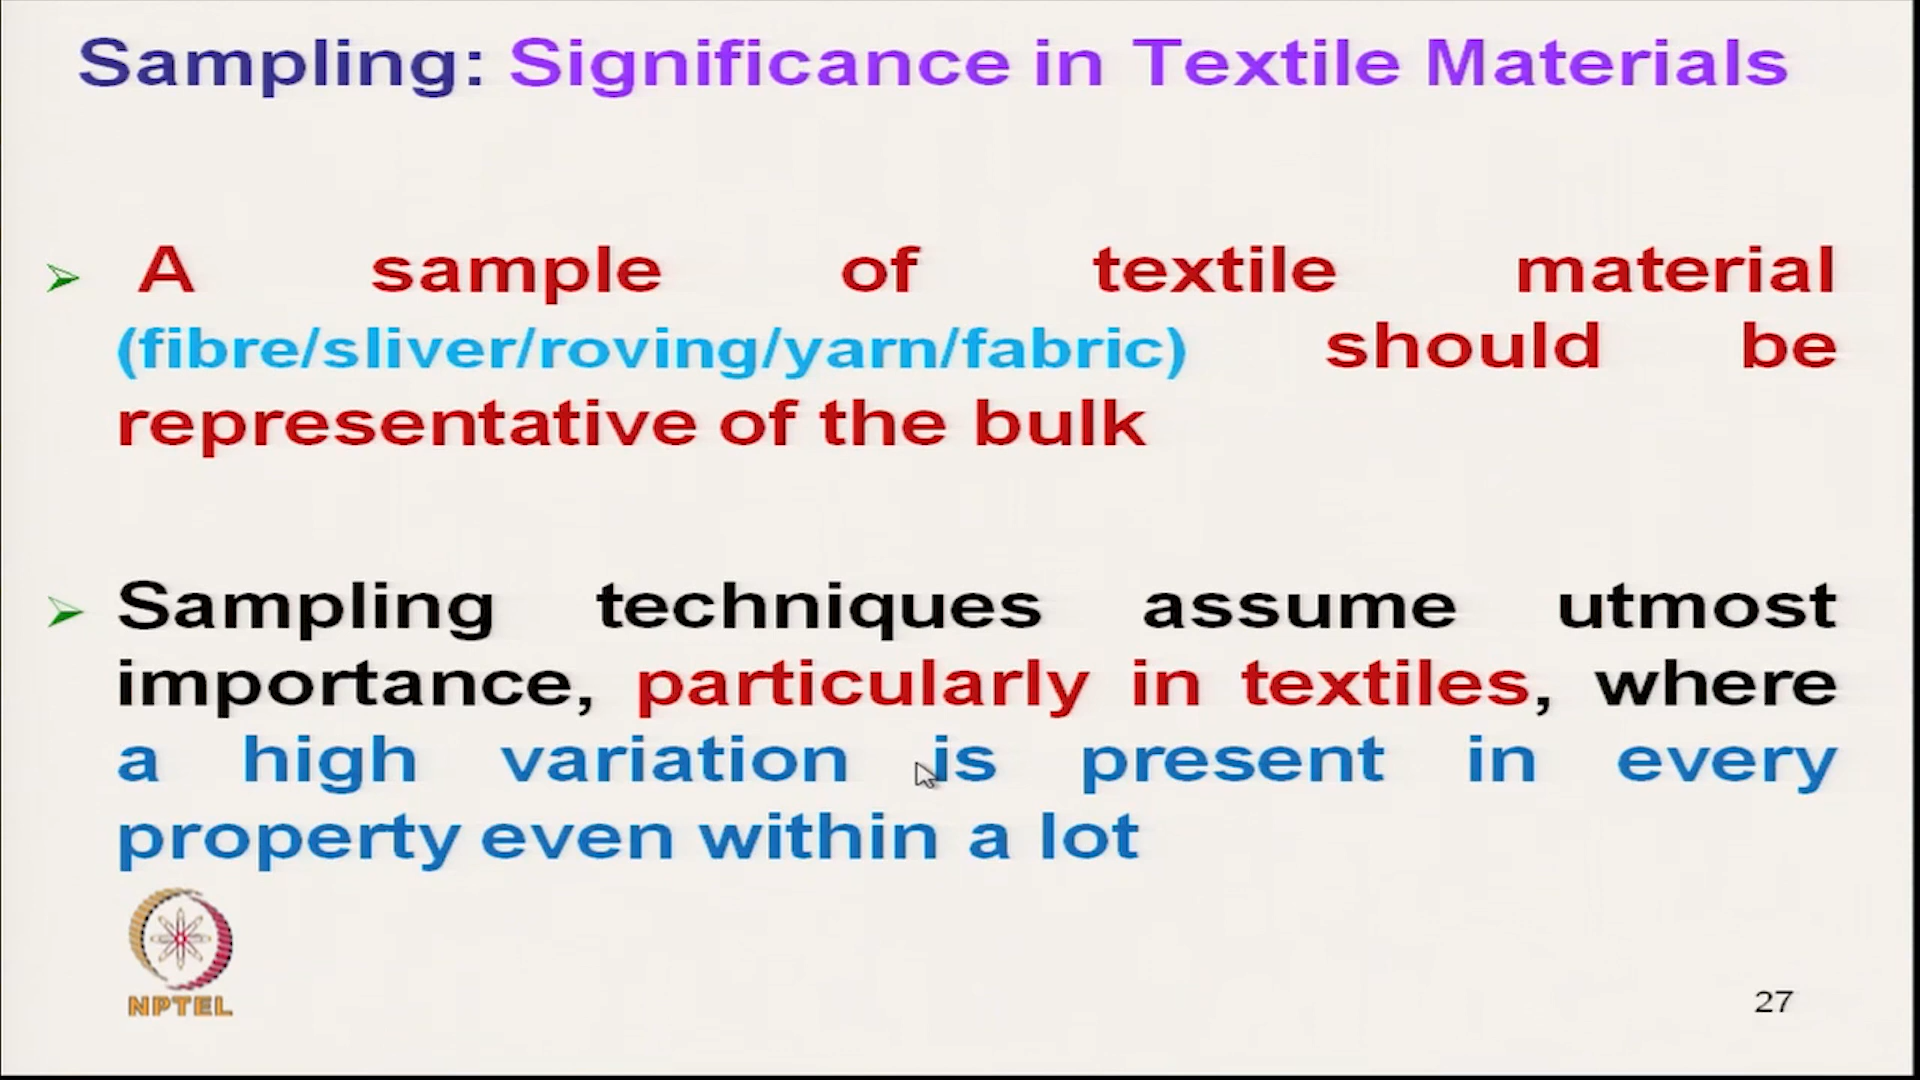 Sampling: Significance in Textile Materials
➢ A sample of textile material
(fibre/sliver/roving/yarn/fabric) should be
representative of the bulk
➢ Sampling techniques assume utmost
importance, particularly in textiles, where
a high variation is present in every
property even within a lot
NPTEL
27